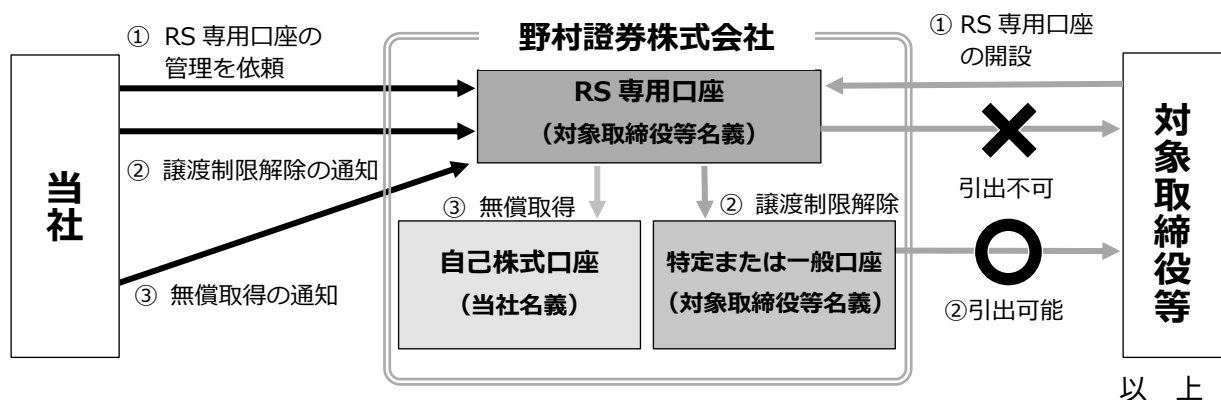 当社
① RS 専用口座の
管理を依頼
② 譲渡制限解除の通知
③ 無償取得の通知
野村證券株式会社
RS 専用口座
（対象取締役等名義）
③ 無償取得
② 譲渡制限解除
自己株式口座
（当社名義）
特定または一般口座
（対象取締役等名義）
① RS 専用口座
の開設
引出不可
②引出可能
対象取締役等
以 上